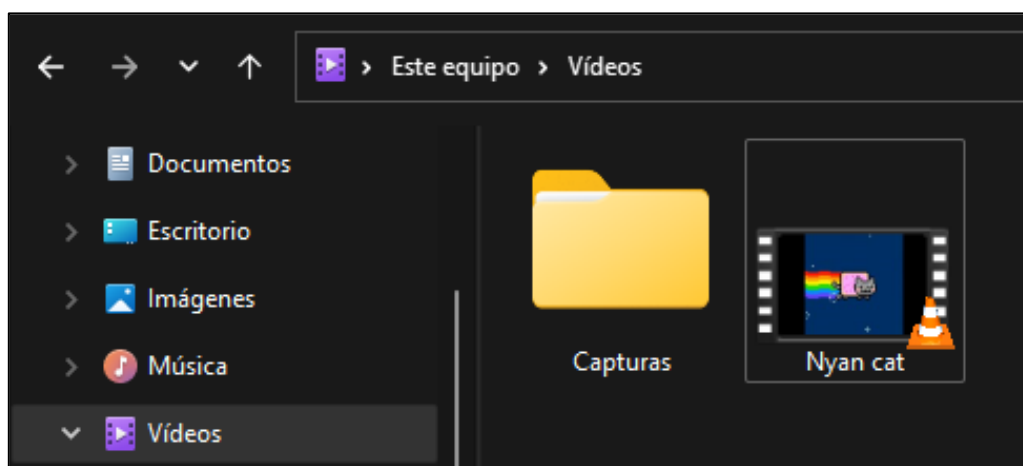 Este equipo > Vídeos
Documentos
Escritorio
Imágenes
Música
Vídeos
Capturas
Nyan cat